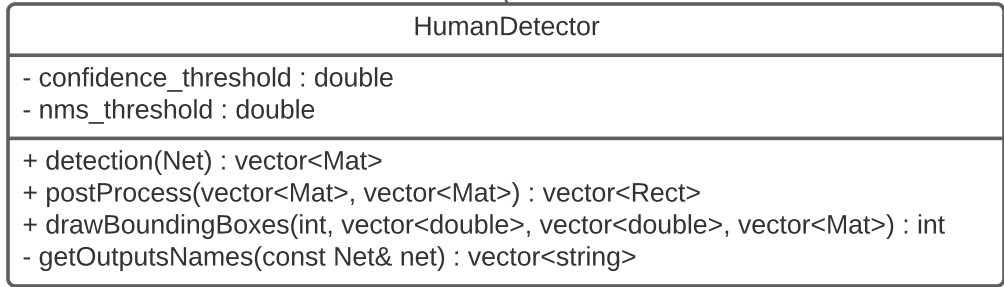 HumanDetector
- confidence_threshold : double
- nms_threshold : double
+ detection(Net) : vector<Mat>
+ postProcess(vector<Mat>, vector<Mat>) : vector<Rect>
+ drawBoundingBoxes(int, vector<double>, vector<double>, vector<Mat>) : int
- getOutputsNames(const Net& net) : vector<string>